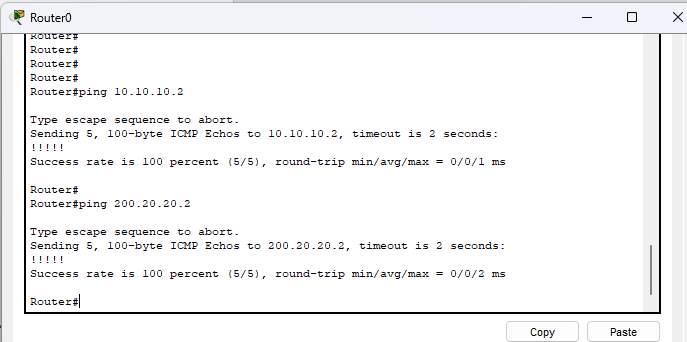 Router0
Router#
Router#
Router#
Router#
Router#ping 10.10.10.2
Type escape sequence to abort.
Sending 5, 100-byte ICMP Echos to 10.10.10.2, timeout is 2 seconds:
!!!!!
Success rate is 100 percent (5/5), round-trip min/avg/max = 0/0/1 ms
Router#
Router#ping 200.20.20.2
Type escape sequence to abort.
Sending 5, 100-byte ICMP Echos to 200.20.20.2, timeout is 2 seconds:
!!!!!
Success rate is 100 percent (5/5), round-trip min/avg/max = 0/0/2 ms
Router#
Copy Paste